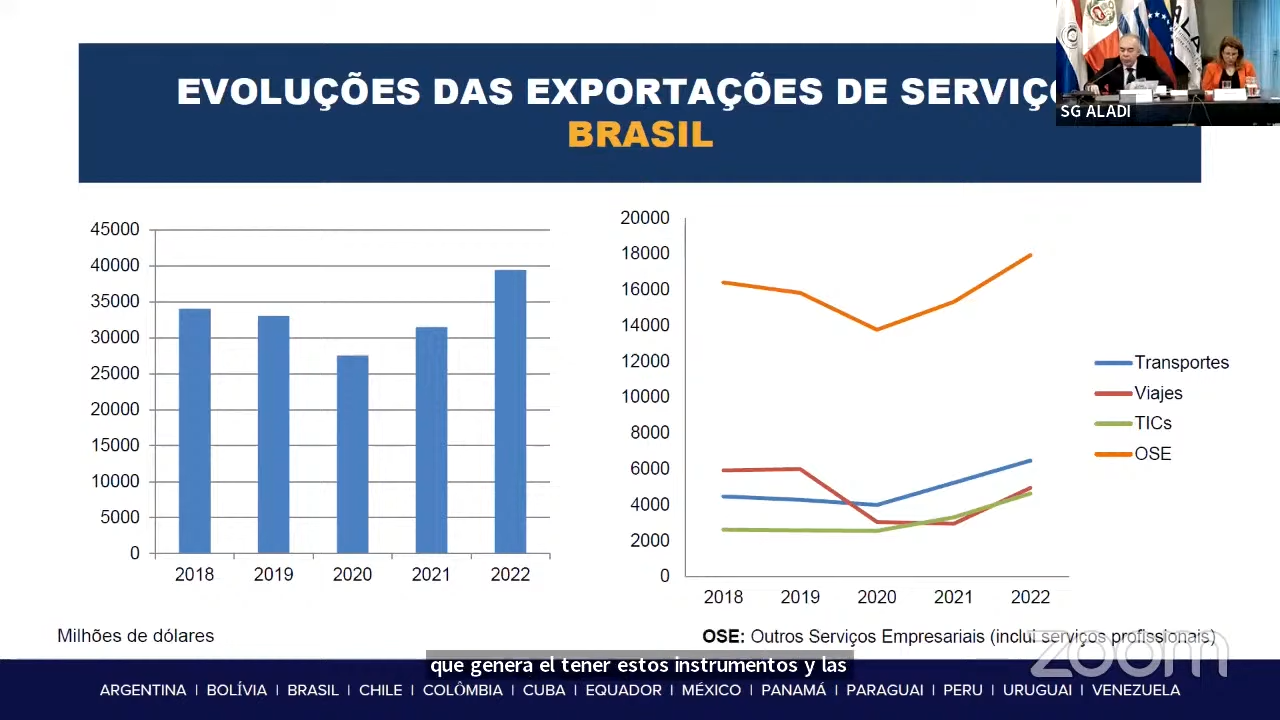 EVOLUÇÕES DAS EXPORTAÇÕES DE
BRASIL
SG ALADI
45000
40000
35000
30000
25000
20000
15000
10000
5000
0
2018 2019 2020 2021 2022
Milhões de dólares
20000
18000
16000
14000
12000
10000
8000
6000
4000
2000
0
2018 2019 2020 2021 2022
Transportes
Viajes
TICs
OSE
OSE: Outros Serviços Empresariais (inclui serviços profissionais)
zoom
que genera el tener estos instrumentos y las
ARGENTINA | BOLÍVIA | BRASIL | CHILE | COLÔMBIA | CUBA | EQUADOR | MÉXICO | PANAMÁ | PARAGUAI | PERU | URUGUAI | VENEZUELA